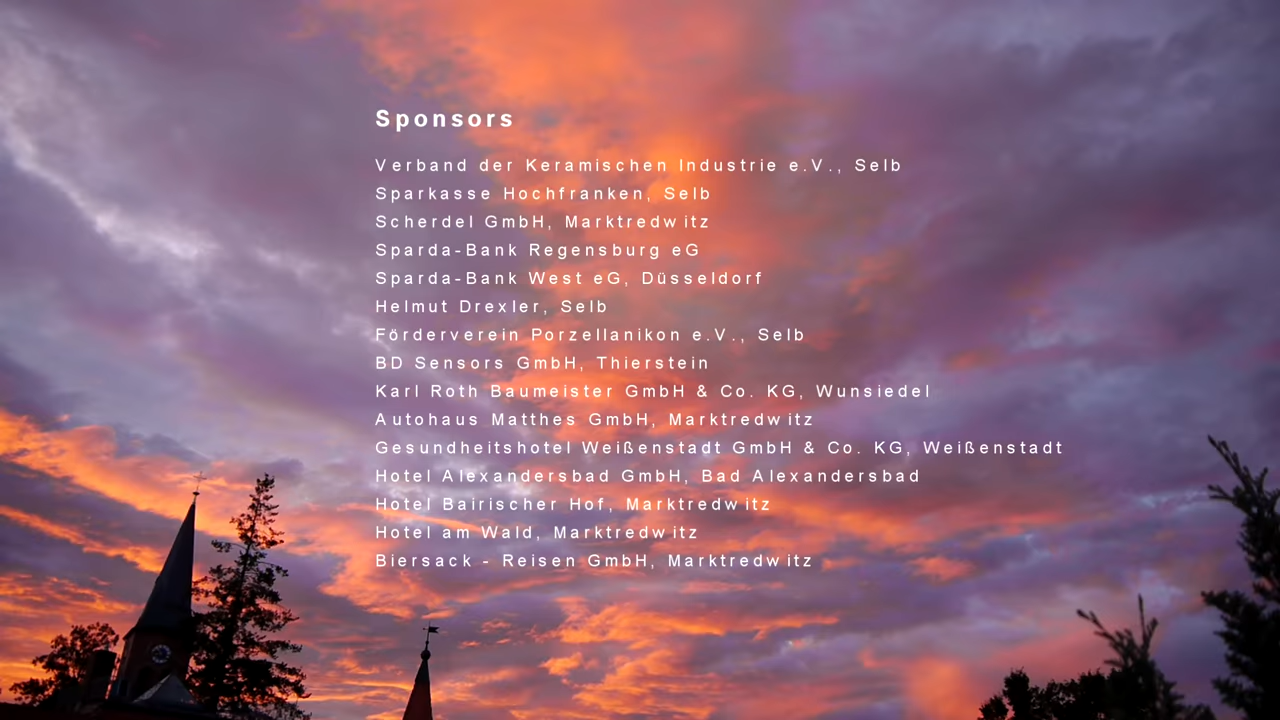 Sponsors
Verband der Keramischen Industrie e.V., Selb
Sparkasse Hochfranken, Selb
Scherdel GmbH, Marktredwitz
Sparda-Bank Regensburg eG
Sparda-Bank West eG, Düsseldorf
Helmut Drexler, Selb
Förderverein Porzellanikon e.V., Selb
BD Sensors GmbH, Thierstein
Karl Roth Baumeister GmbH & Co. KG, Wunsiedel
Autohaus Matthes GmbH, Marktredwitz
Gesundheitshotel Weißenstadt GmbH & Co. KG, Weißenstadt
Hotel Alexandersbad GmbH, Bad Alexandersbad
Hotel Bairischer Hof, Marktredwitz
Hotel am Wald, Marktredwitz
Biersack - Reisen GmbH, Marktredwitz